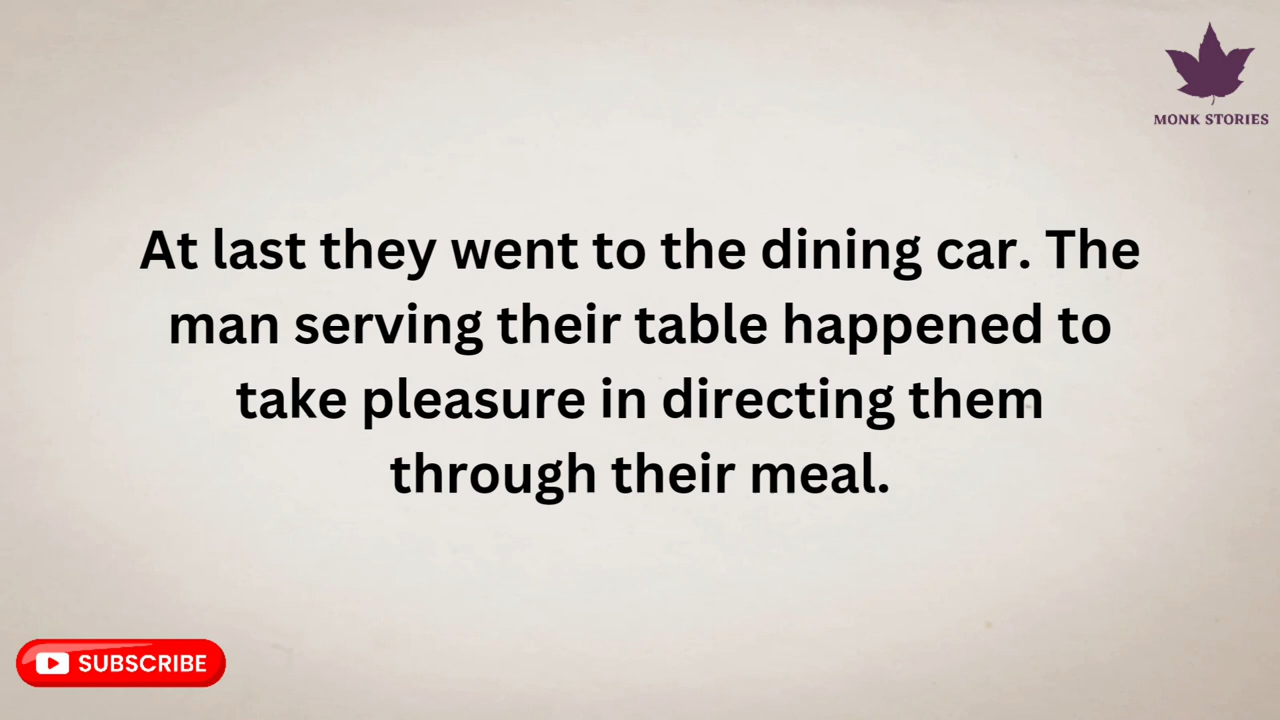 MONK STORIES
At last they went to the dining car. The
man serving their table happened to
take pleasure in directing them
through their meal.
SUBSCRIBE